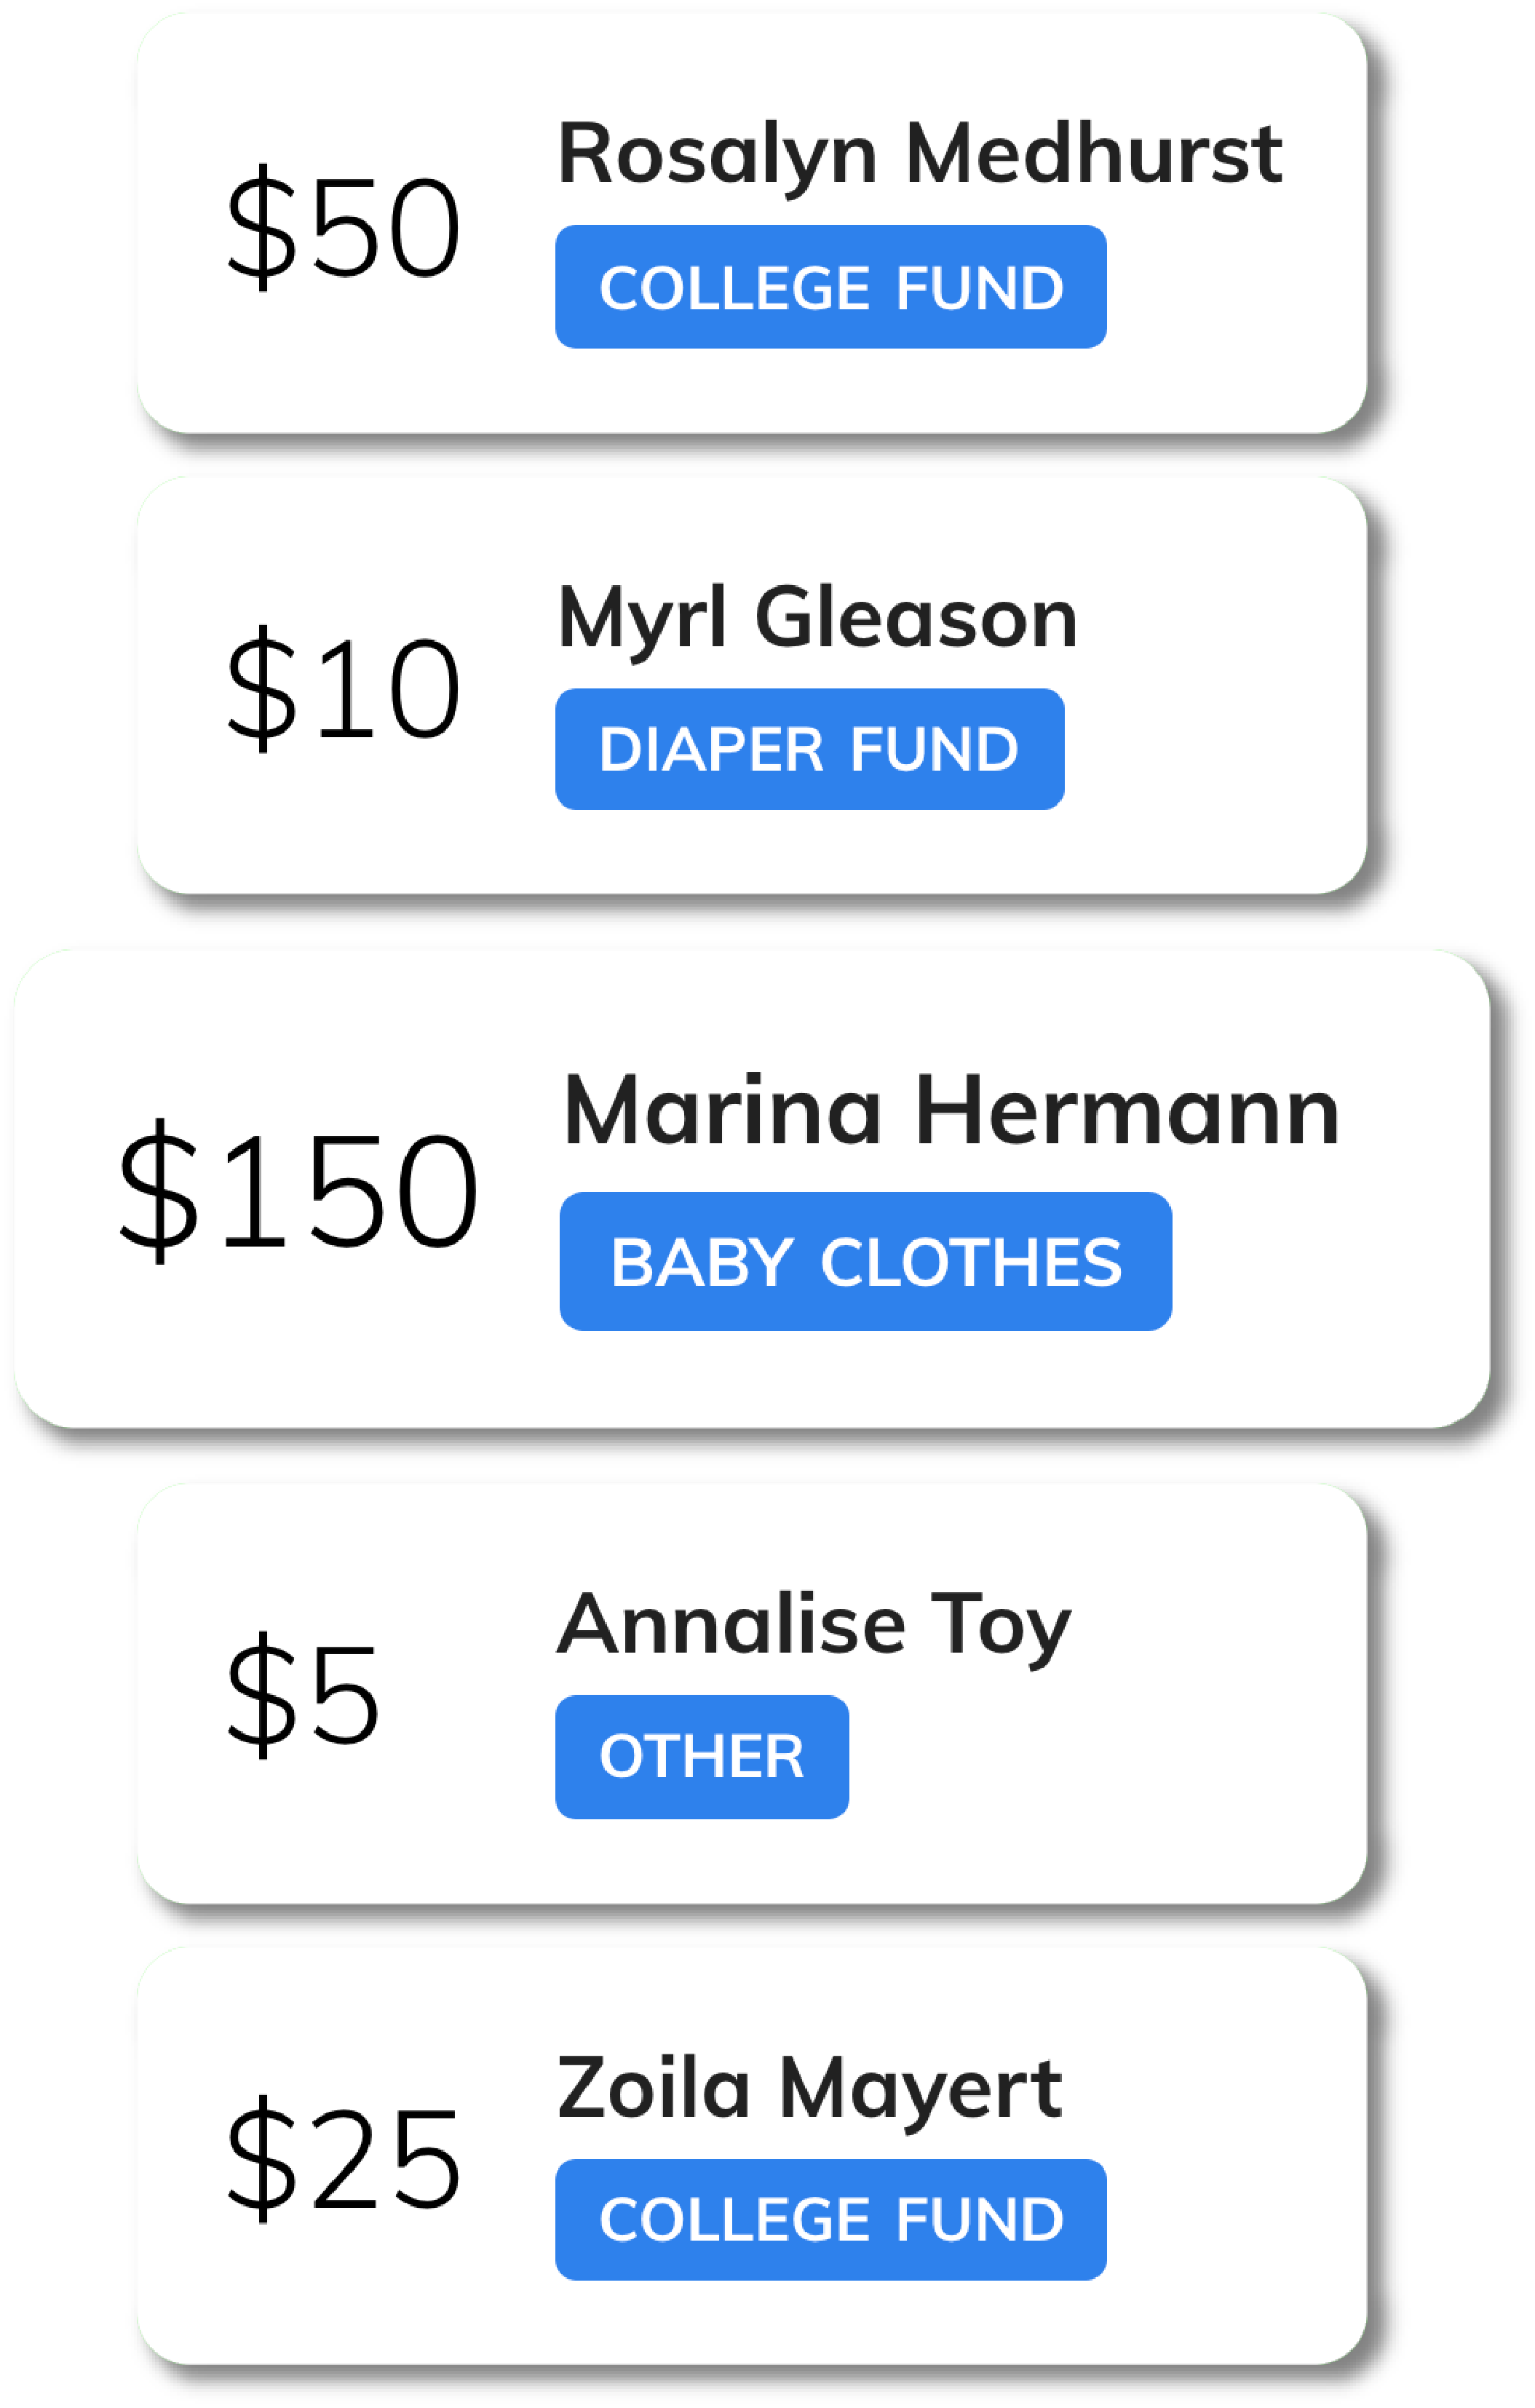 $50
Rosalyn Medhurst
COLLEGE FUND
$10
Myrl Gleason
DIAPER FUND
$150
Marina Hermann
BABY CLOTHES
$5
Annalise Toy
OTHER
$25
Zoila Mayert
COLLEGE FUND